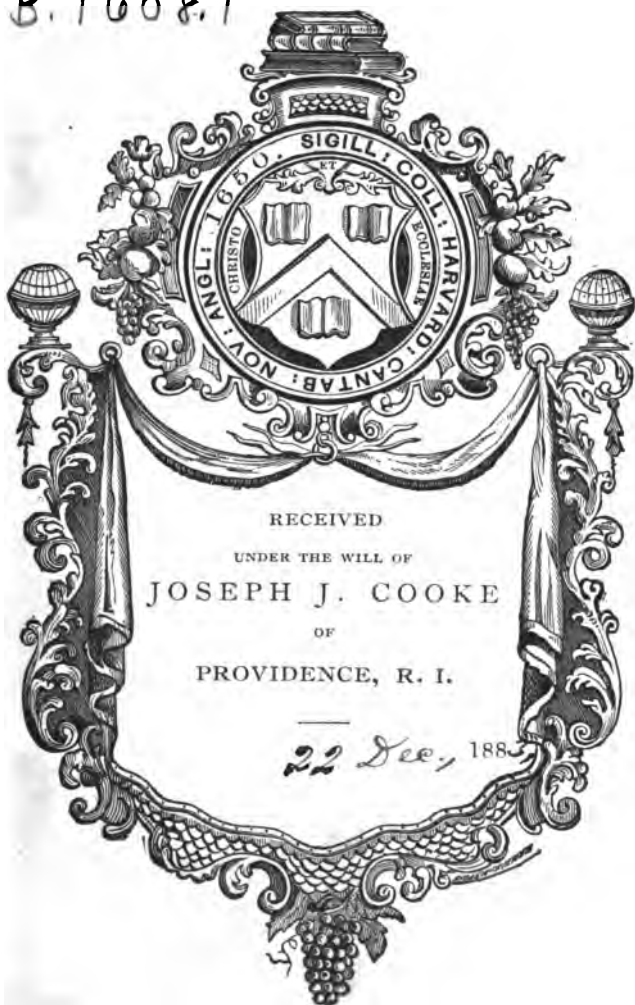 B. 1608.1
SIGILL: COLL: HARVARD: CANTAB: NOV: ANGL: 1650.
ET
CHRISTO
ECCLESIAE
RECEIVED
UNDER THE WILL OF
JOSEPH J. COOKE
OF
PROVIDENCE, R. I.
22 Dec., 188